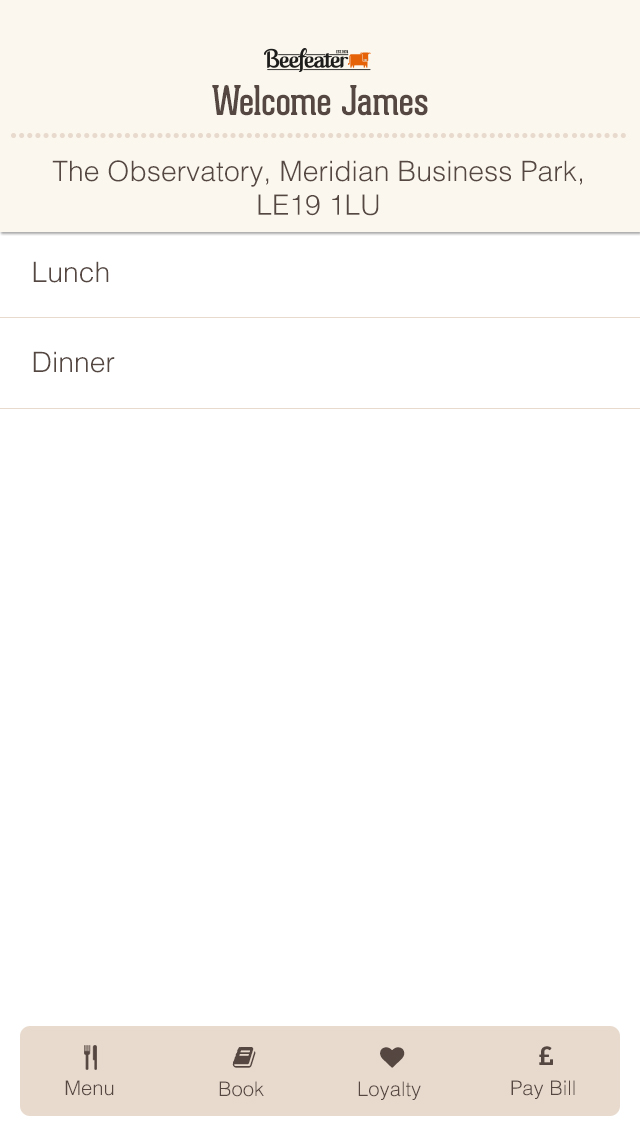 Beefeater
Welcome James
The Observatory, Meridian Business Park,
LE19 1LU
Lunch
Dinner
Menu
Book
Loyalty
£
Pay Bill